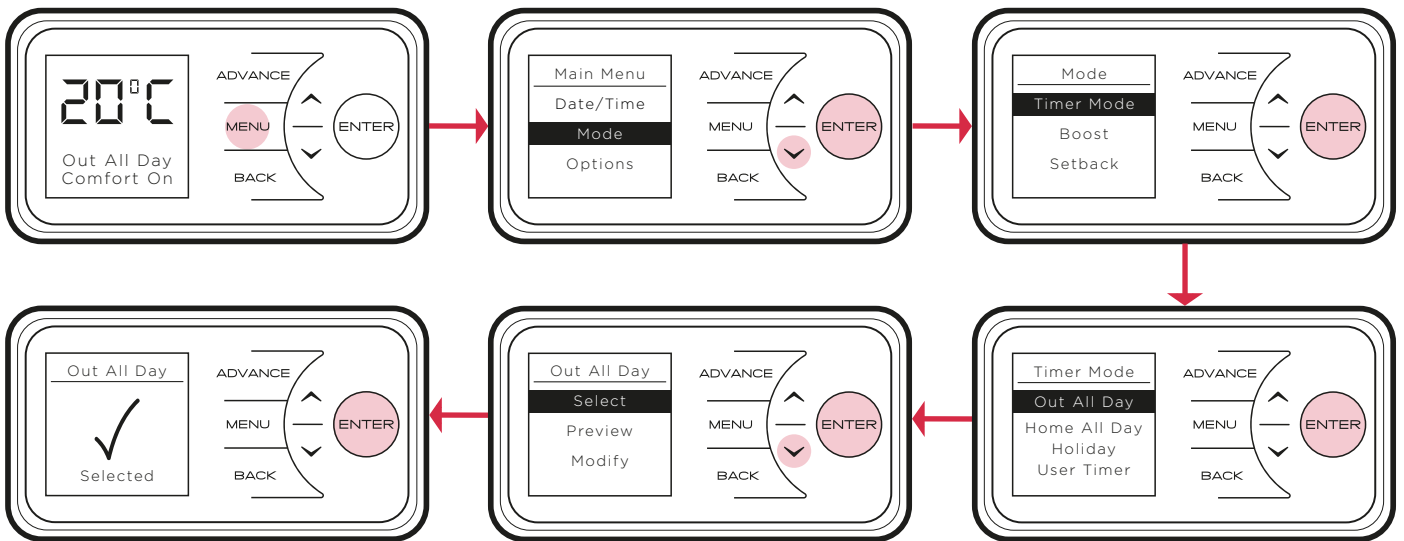 20°C
Out All Day
Comfort On
ADVANCE
MENU
BACK
ENTER
Main Menu
Date/Time
Mode
Options
ADVANCE
MENU
BACK
ENTER
Mode
Timer Mode
Boost
Setback
ADVANCE
MENU
BACK
ENTER
Out All Day
Selected
ADVANCE
MENU
BACK
ENTER
Out All Day
Select
Preview
Modify
ADVANCE
MENU
BACK
ENTER
Timer Mode
Out All Day
Home All Day
Holiday
User Timer
ADVANCE
MENU
BACK
ENTER